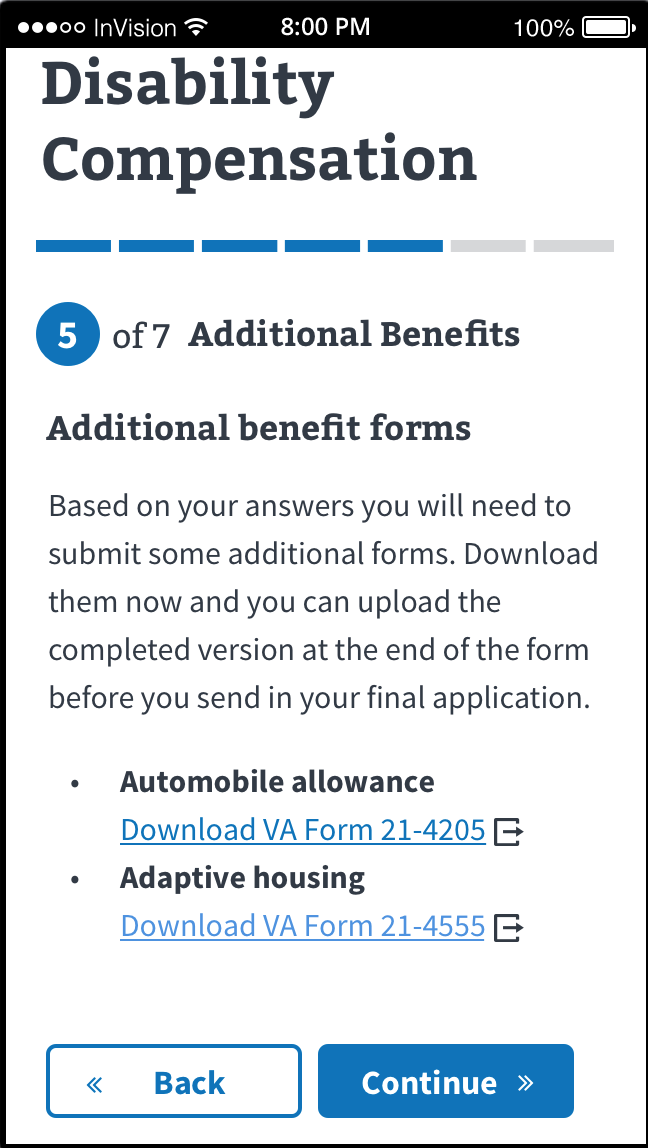 InVision 8:00 PM 100%
Disability
Compensation
5 of 7 Additional Benefits
Additional benefit forms
Based on your answers you will need to
submit some additional forms. Download
them now and you can upload the
completed version at the end of the form
before you send in your final application.
• Automobile allowance
Download VA Form 21-4205
• Adaptive housing
Download VA Form 21-4555
« Back
Continue »